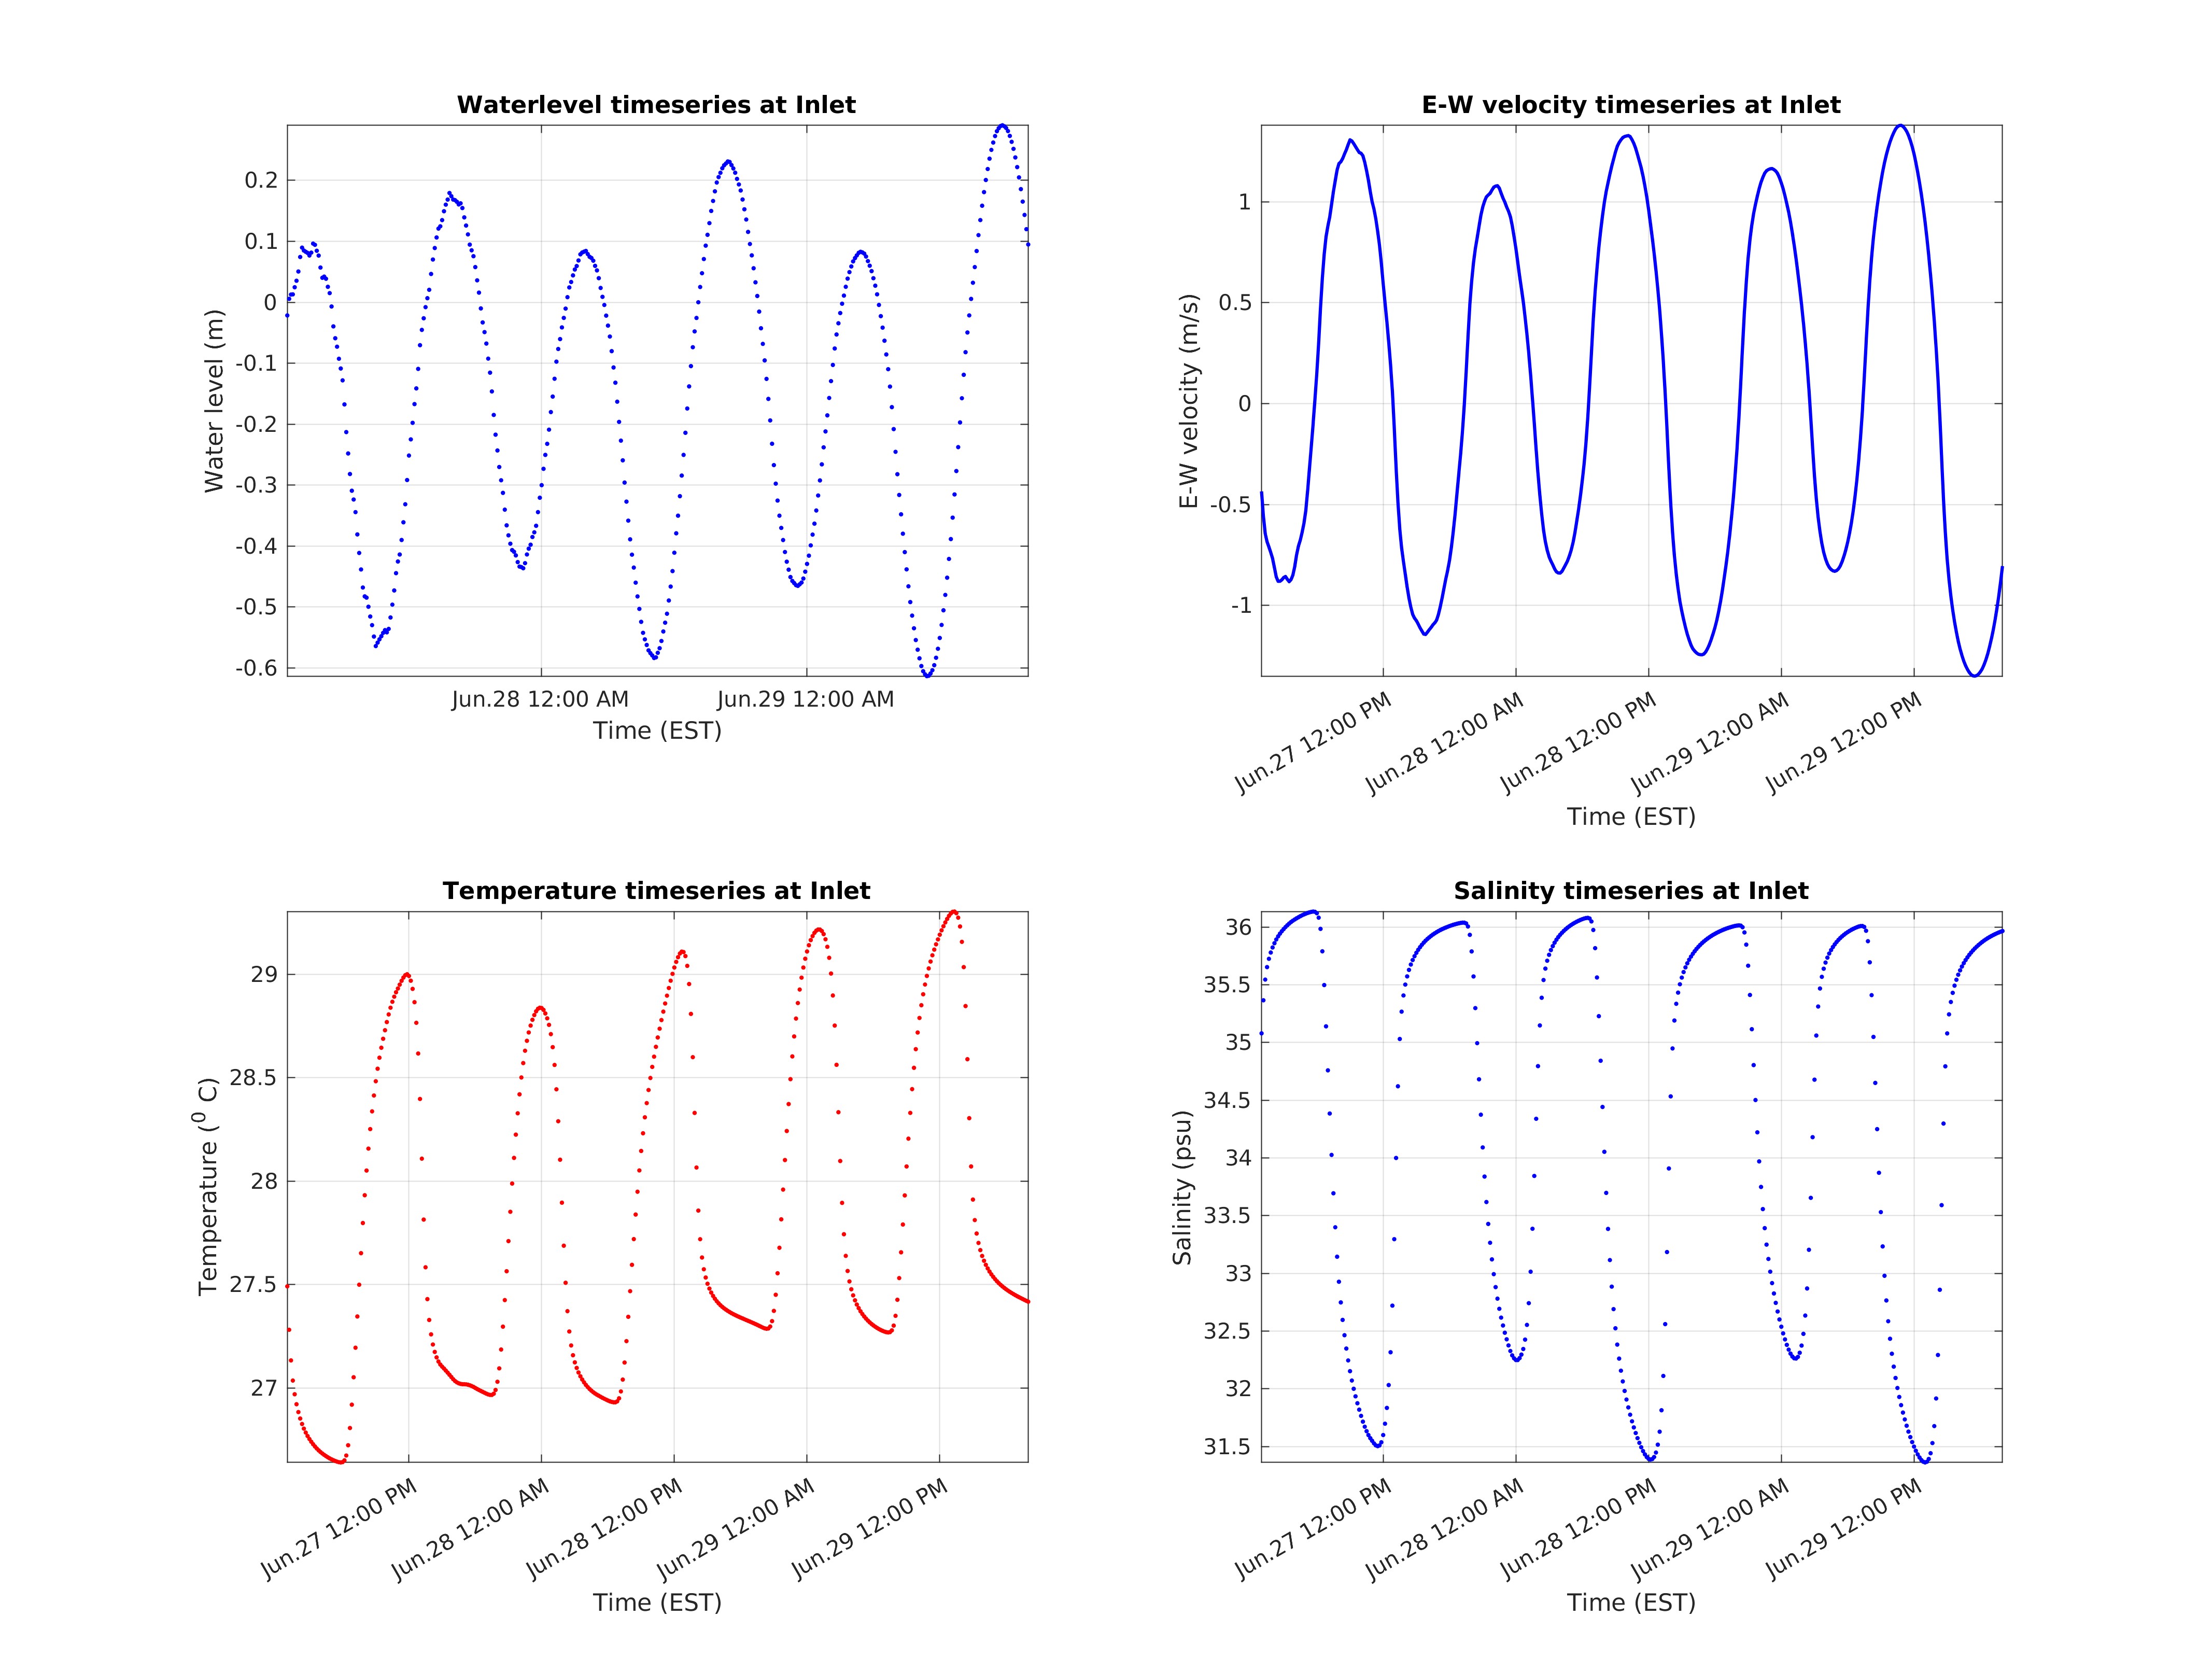 Waterlevel timeseries at Inlet
Water level (m)
0.2
0.1
0
-0.1
-0.2
-0.3
-0.4
-0.5
-0.6
Jun.28 12:00 AM
Jun.29 12:00 AM
Time (EST)
E-W velocity timeseries at Inlet
E-W velocity (m/s)
1
0.5
0
-0.5
-1
Jun.27 12:00 PM
Jun.28 12:00 AM
Jun.28 12:00 PM
Jun.29 12:00 AM
Jun.29 12:00 PM
Time (EST)
Temperature timeseries at Inlet
Temperature (⁰ C)
29
28.5
28
27.5
27
Jun.27 12:00 PM
Jun.28 12:00 AM
Jun.28 12:00 PM
Jun.29 12:00 AM
Jun.29 12:00 PM
Time (EST)
Salinity timeseries at Inlet
Salinity (psu)
36
35.5
35
34.5
34
33.5
33
32.5
32
31.5
Jun.27 12:00 PM
Jun.28 12:00 AM
Jun.28 12:00 PM
Jun.29 12:00 AM
Jun.29 12:00 PM
Time (EST)